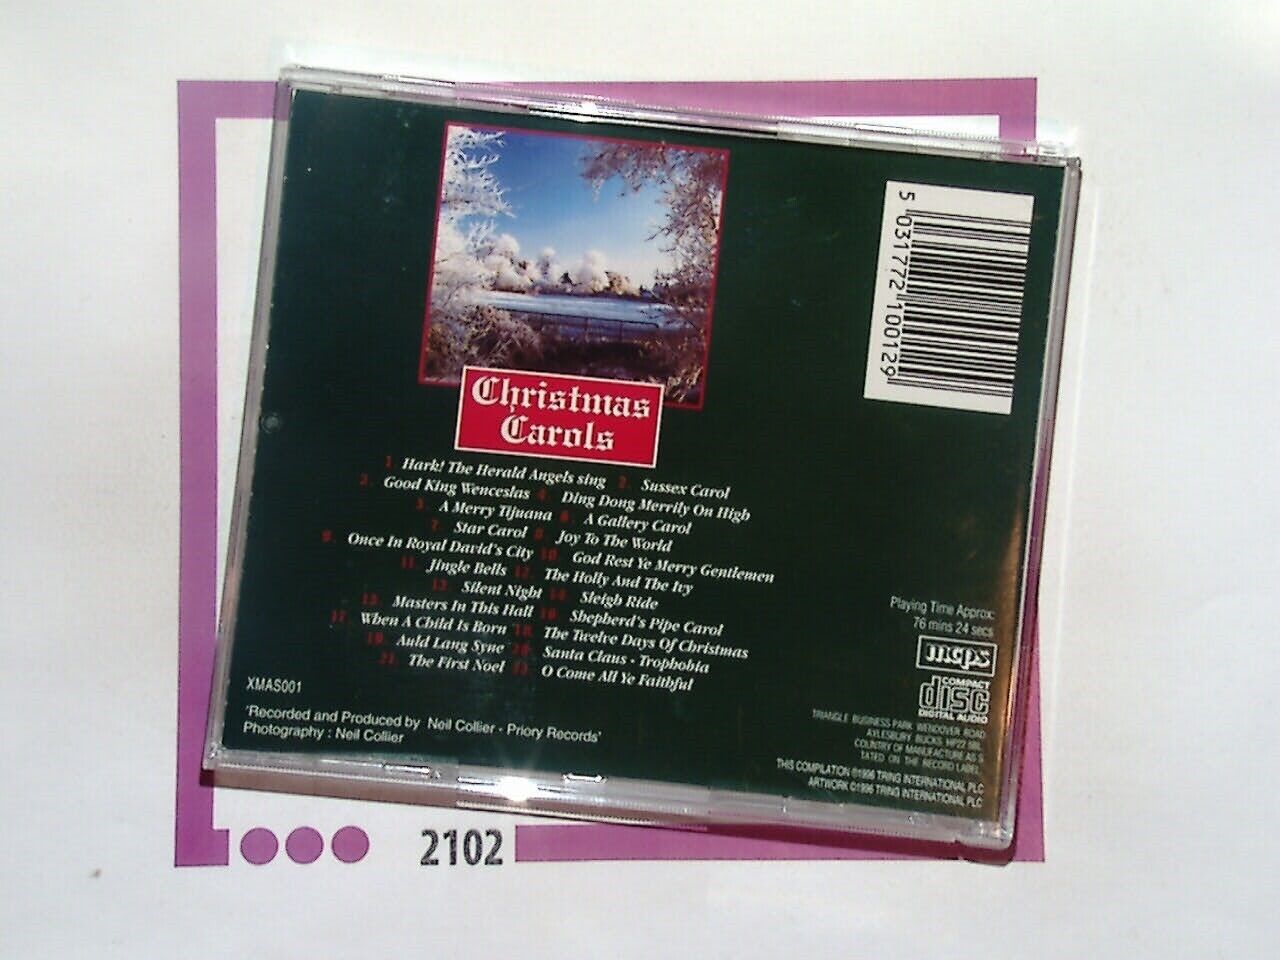 5 031772 100129
Christmas
Carols
1. Hark! The Herald Angels sing 2. Sussex Carol
3. Good King Wenceslas 4. Ding Dong Merrily On High
5. A Merry Tijuana 6. A Gallery Carol
7. Star Carol 8. Joy To The World
9. Once In Royal David's City 10. God Rest Ye Merry Gentlemen
11. Jingle Bells 12. The Holly And The Ivy
13. Silent Night 14. Sleigh Ride
15. Masters In This Hall 16. Shepherd's Pipe Carol
17. When A Child Is Born 18. The Twelve Days Of Christmas
19. Auld Lang Syne 20. Santa Claus - Trophobia
21. The First Noel 22. O Come All Ye Faithful
Playing Time Approx:
76 mins 24 secs
mcps
COMPACT
disc
DIGITAL AUDIO
XMAS001
'Recorded and Produced by Neil Collier - Priory Records'
Photography : Neil Collier
TRIANGLE BUSINESS PARK, WENDOVER ROAD
AYLESBURY BUCKS. HP22 5BL
COUNTRY OF MANUFACTURE AS S
TATED ON THE RECORD LABEL
THIS COMPILATION ©1996 TRING INTERNATIONAL PLC
ARTWORK ©1996 TRING INTERNATIONAL PLC
2102